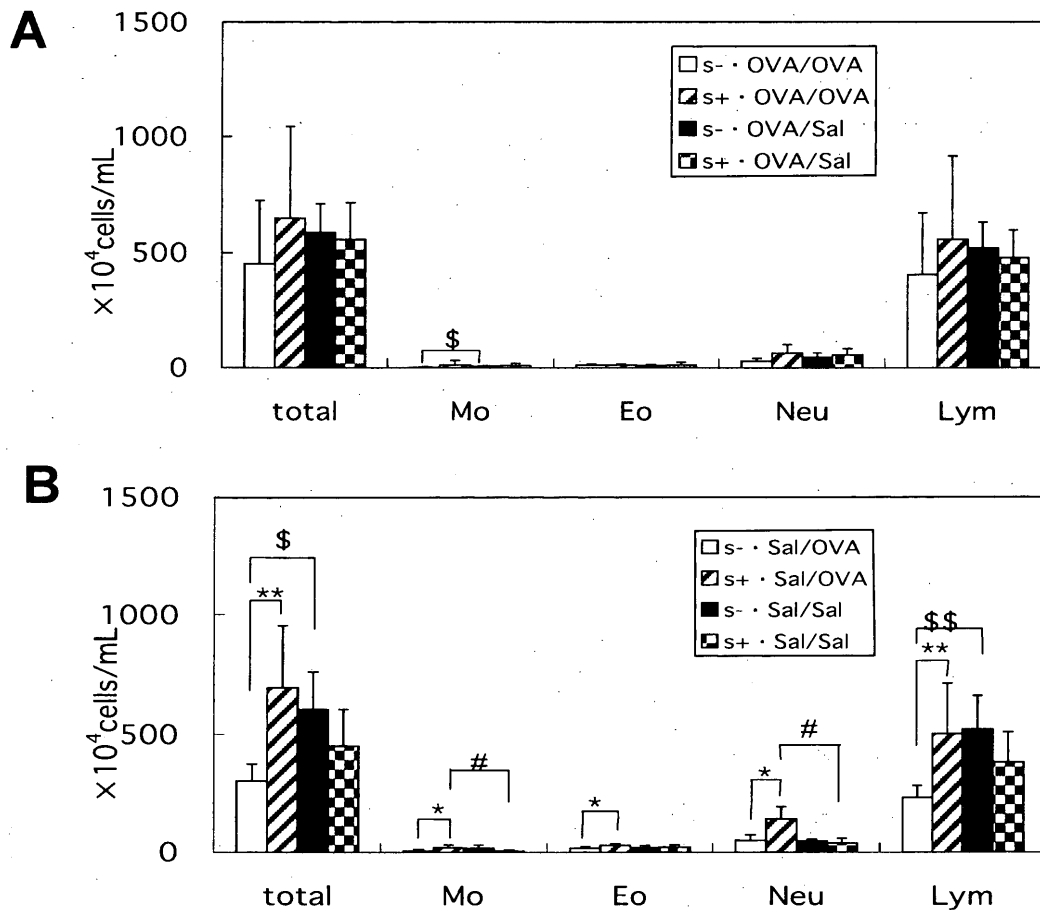 A
1500
1000
500
0
×10⁴cells/mL
s- · OVA/OVA
s+ · OVA/OVA
s- · OVA/Sal
s+ · OVA/Sal
$
total Mo Eo Neu Lym
B
1500
1000
500
0
×10⁴cells/mL
s- · Sal/OVA
s+ · Sal/OVA
s- · Sal/Sal
s+ · Sal/Sal
$
**
#
*
*
#
*
$$
**
total Mo Eo Neu Lym